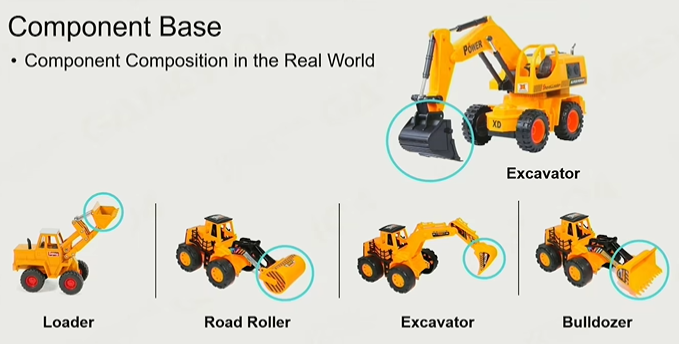 Component Base
• Component Composition in the Real World
POWER
XD
Excavator
Loader
Road Roller
Excavator
Bulldozer